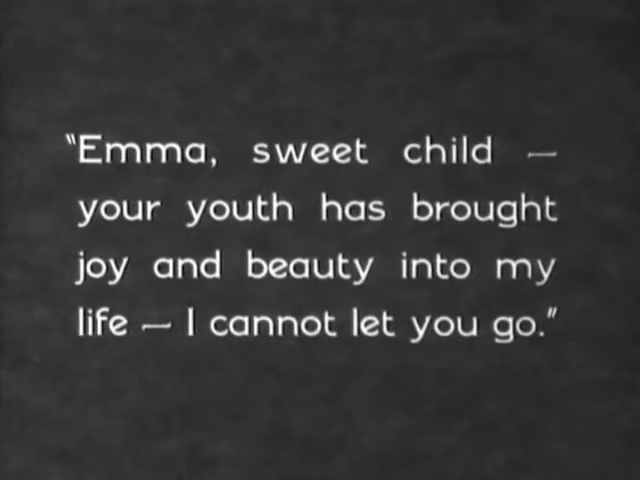 "Emma, sweet child —
your youth has brought
joy and beauty into my
life — I cannot let you go."